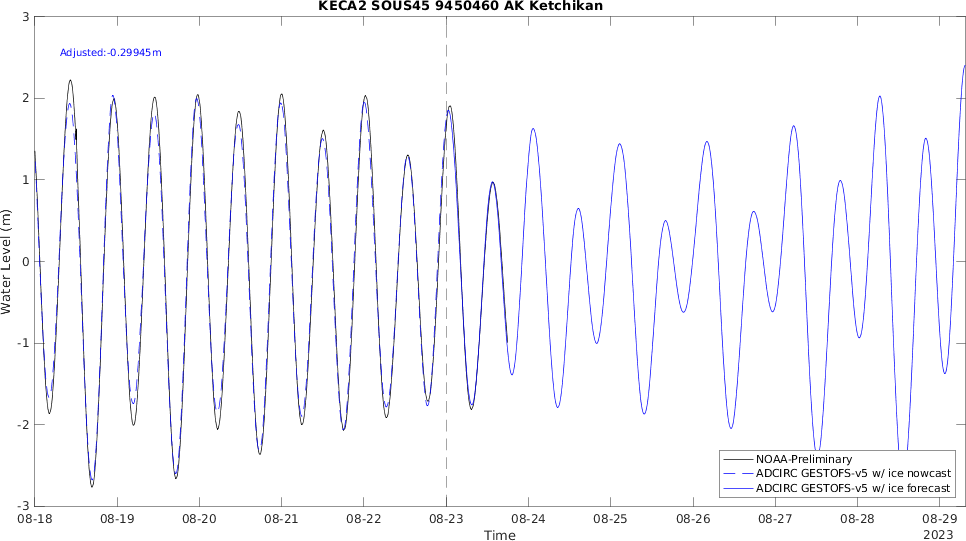 KECA2 SOUS45 9450460 AK Ketchikan
Adjusted:-0.29945m
3
2
1
0
-1
-2
-3
Water Level (m)
NOAA-Preliminary
ADCIRC GESTOFS-v5 w/ ice nowcast
ADCIRC GESTOFS-v5 w/ ice forecast
08-18 08-19 08-20 08-21 08-22 08-23 08-24 08-25 08-26 08-27 08-28 08-29
Time
2023